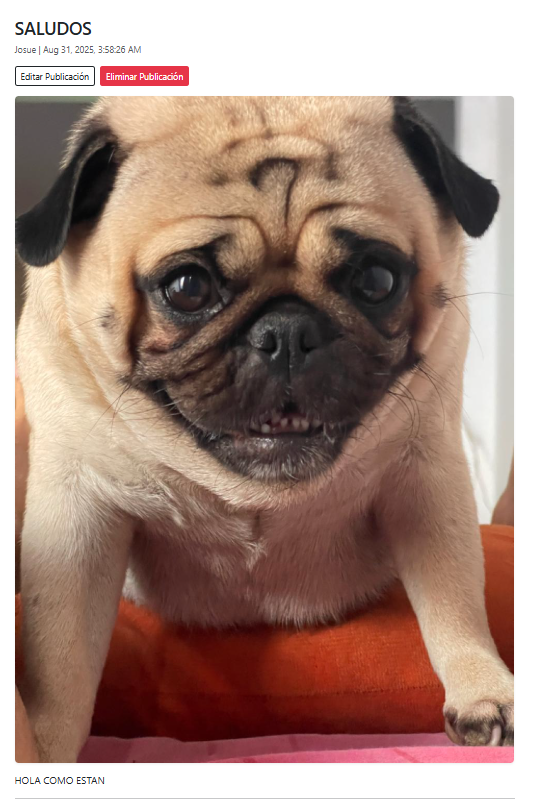 SALUDOS
Josue | Aug 31, 2025, 3:58:26 AM
Editar Publicación Eliminar Publicación
HOLA COMO ESTAN